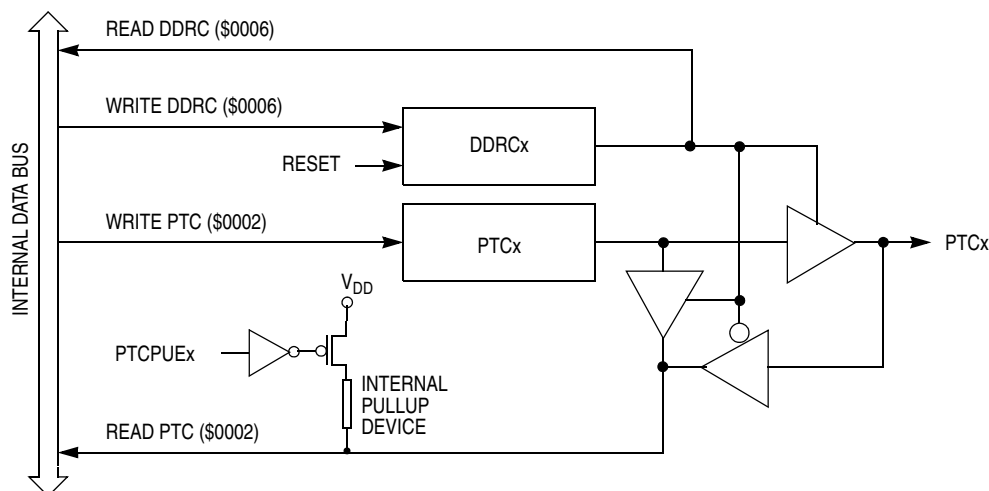 READ DDRC ($0006)
WRITE DDRC ($0006)
DDRCx
RESET
INTERNAL DATA BUS
WRITE PTC ($0002)
PTCx
PTCx
VDD
PTCPUEx
INTERNAL
PULLUP
DEVICE
READ PTC ($0002)